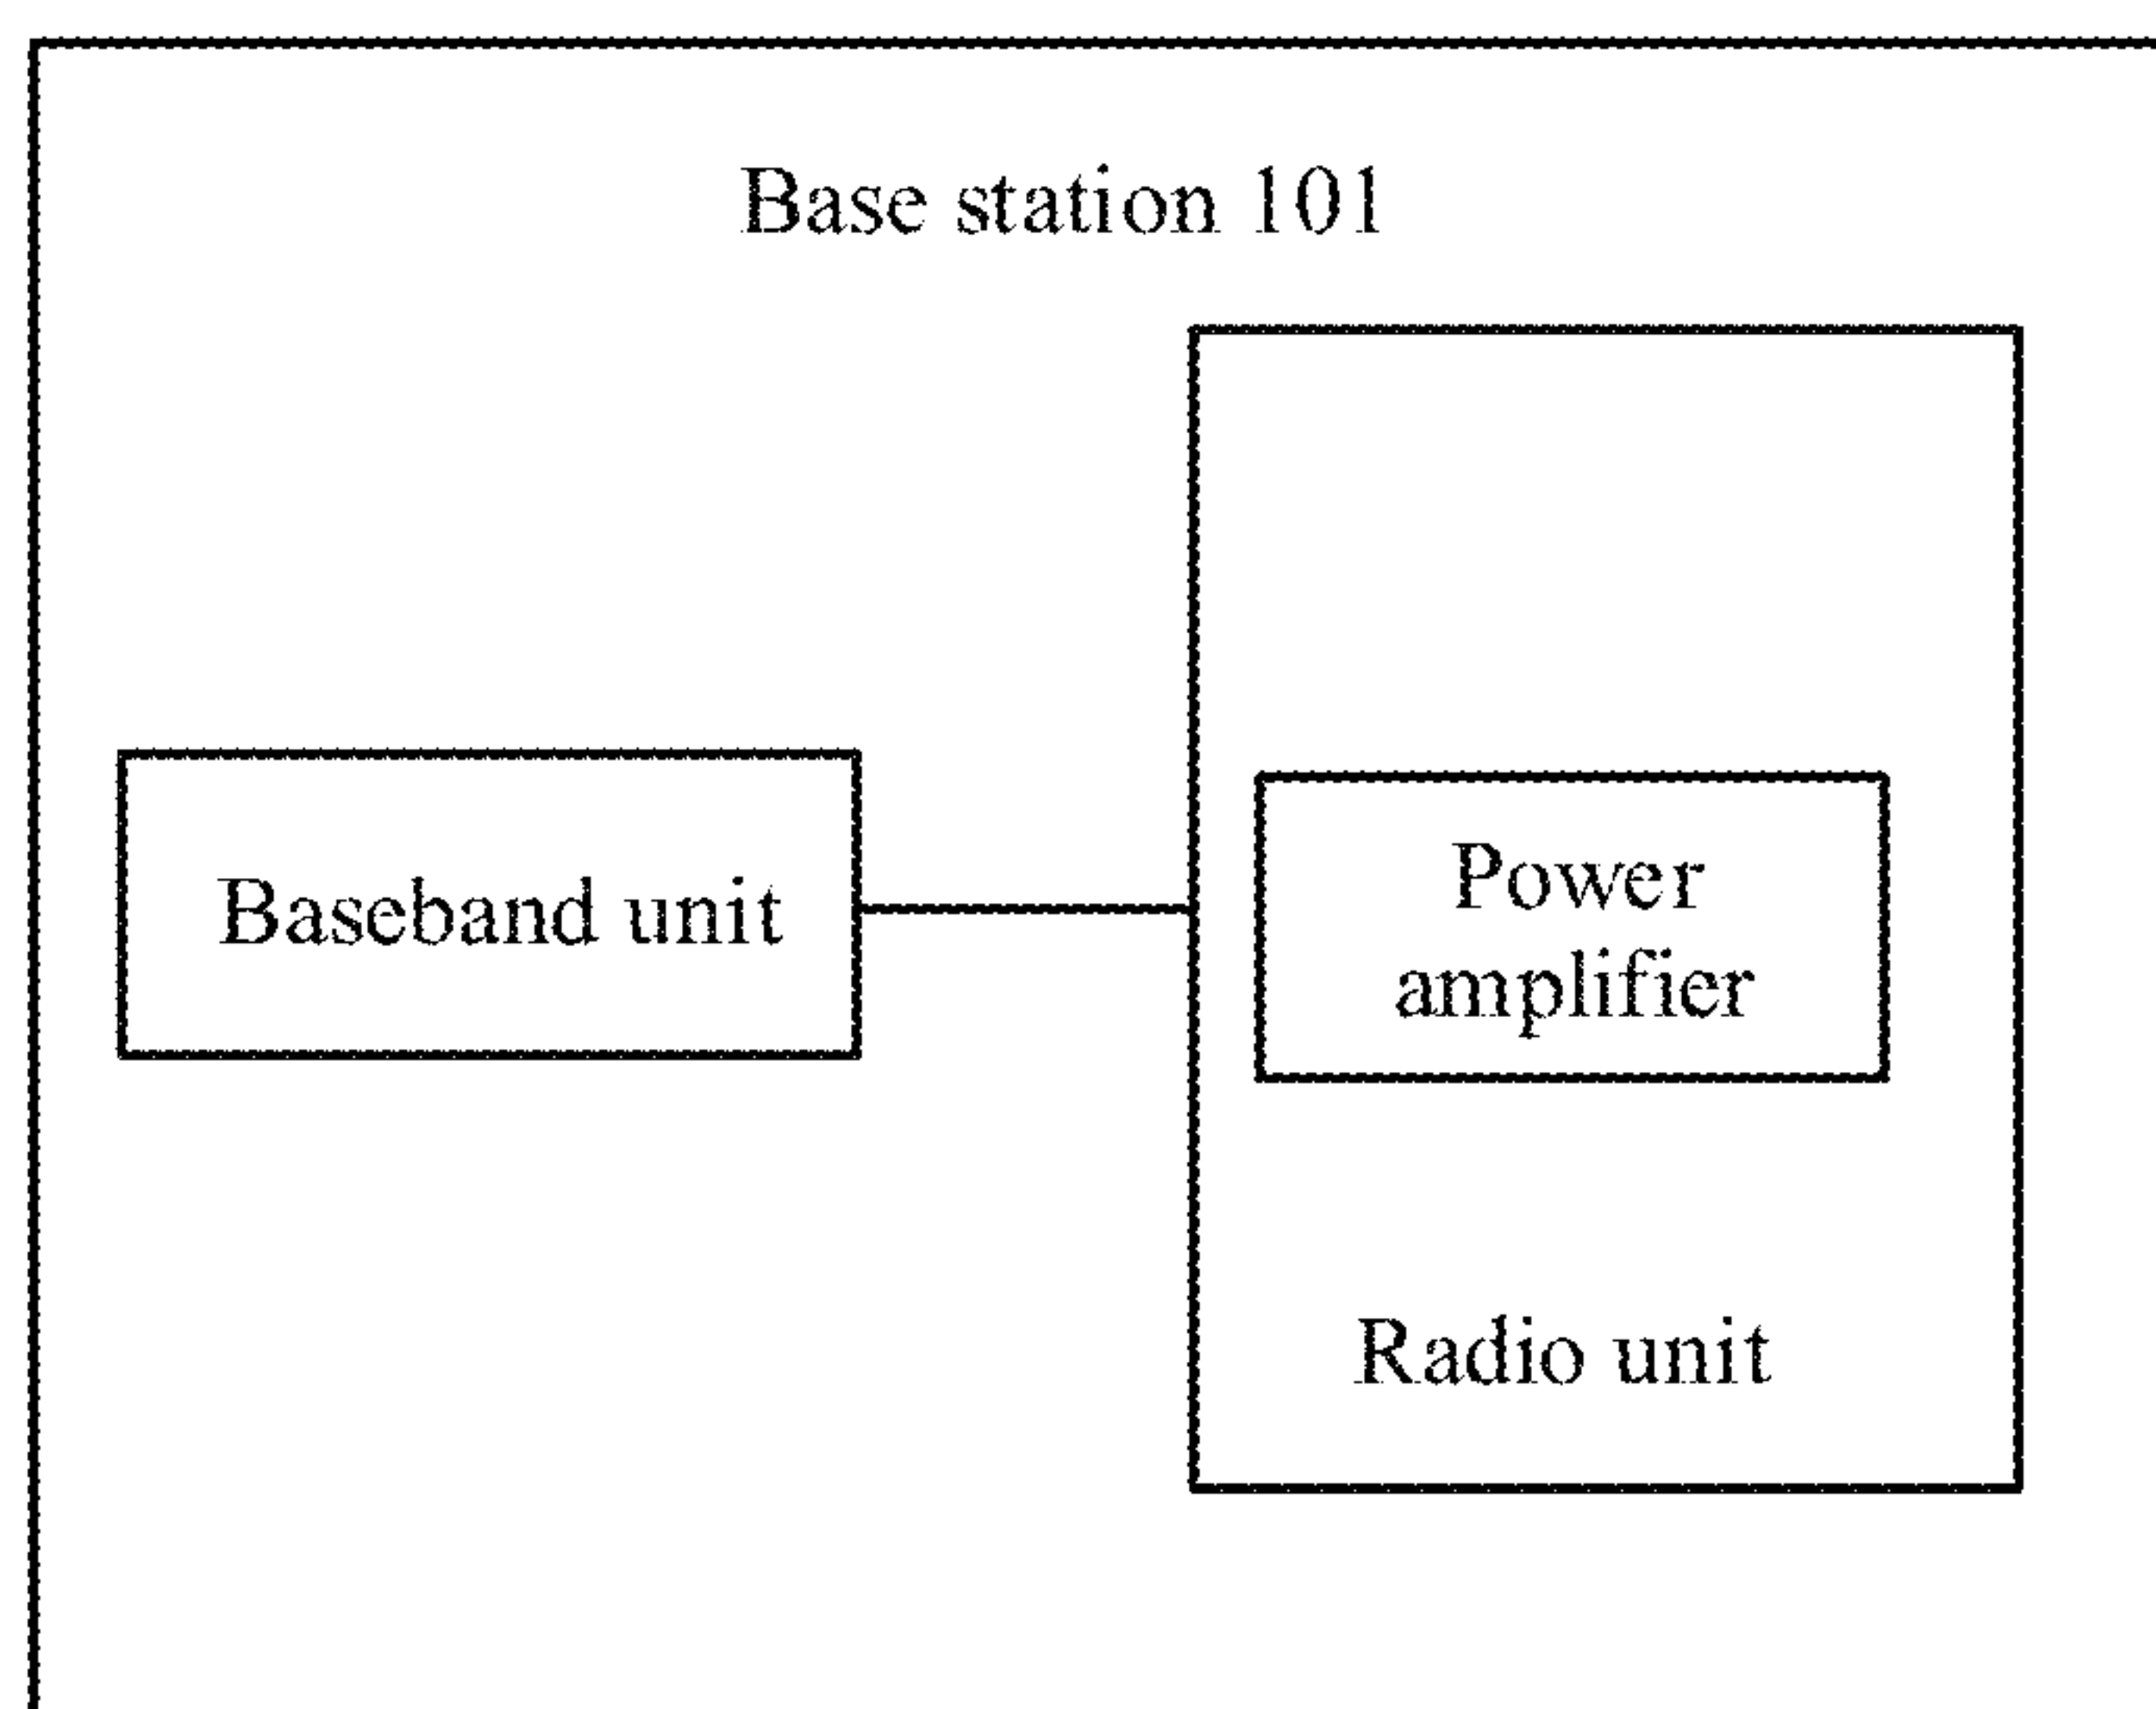 Base station 101
Baseband unit
Power
amplifier
Radio unit